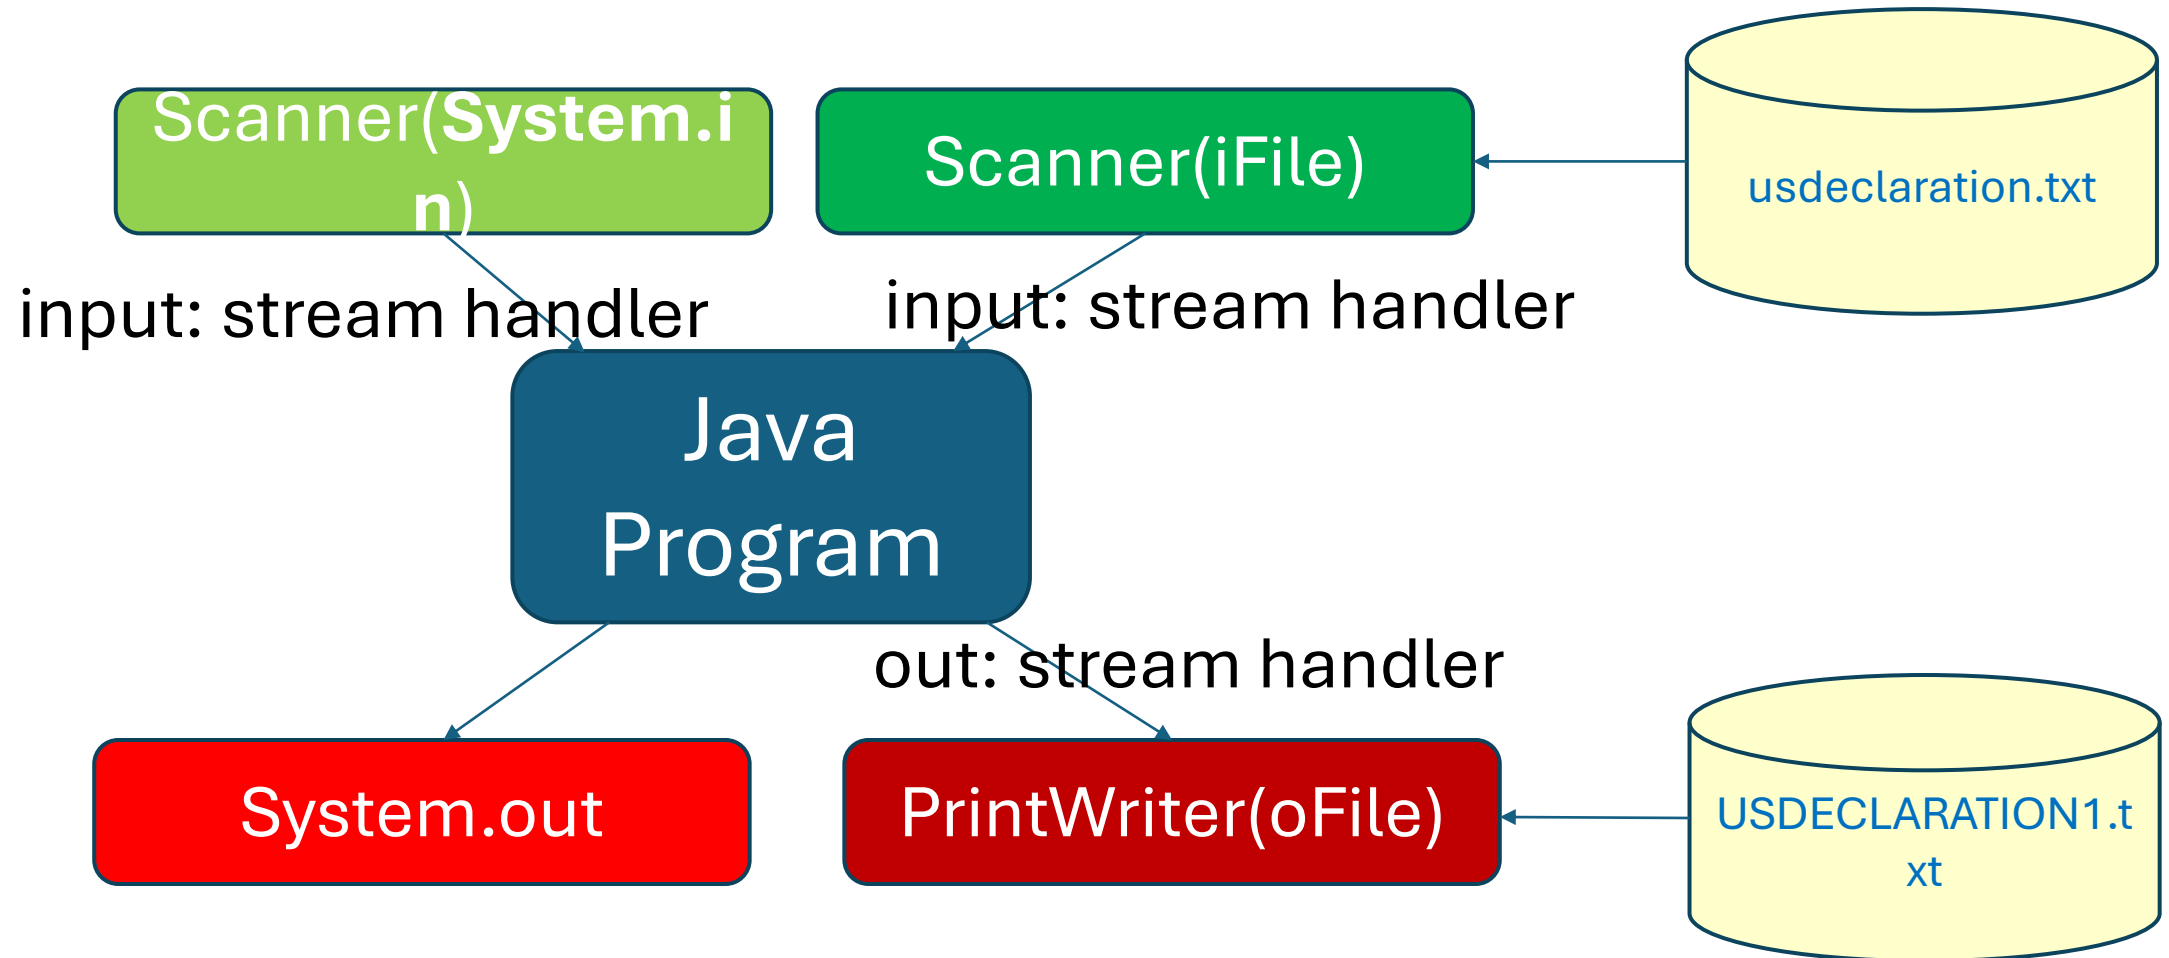 Scanner(System.i
n)
Scanner(iFile)
usdeclaration.txt
input: stream handler
input: stream handler
Java
Program
out: stream handler
System.out
PrintWriter(oFile)
USDECLARATION1.t
xt